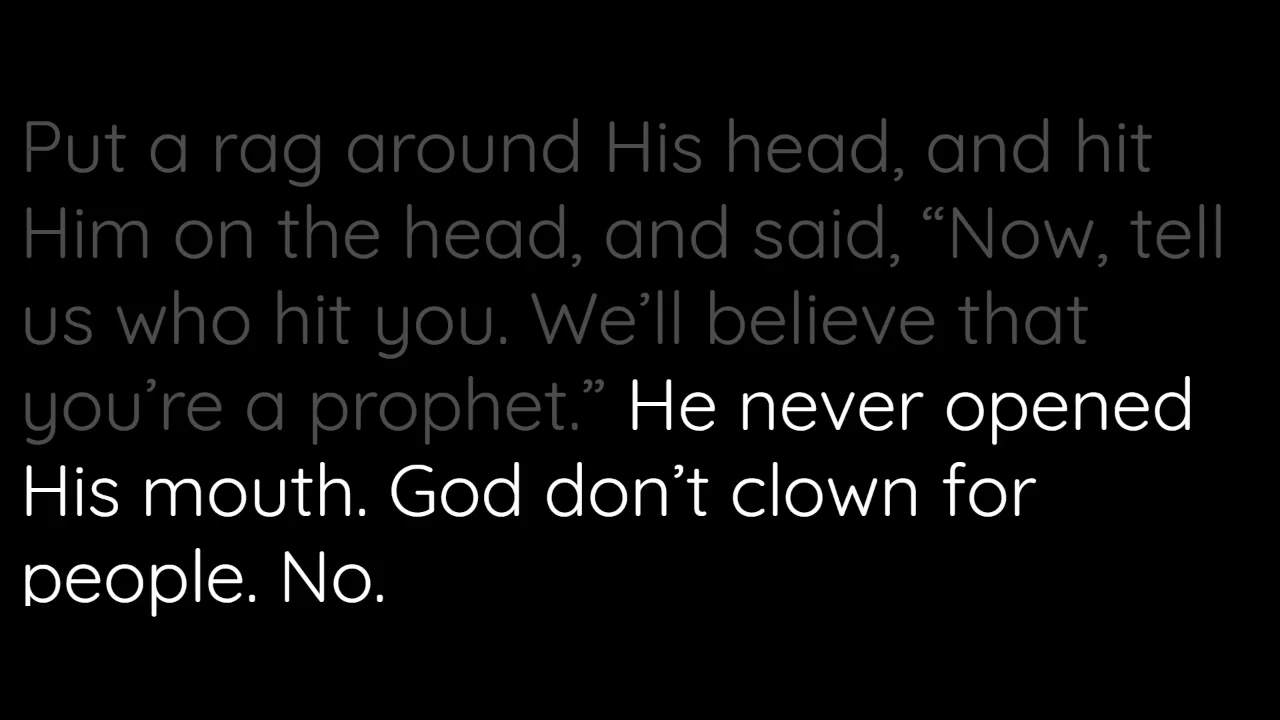 Put a rag around His head, and hit
Him on the head, and said, “Now, tell
us who hit you. We’ll believe that
you’re a prophet.” He never opened
His mouth. God don’t clown for
people. No.